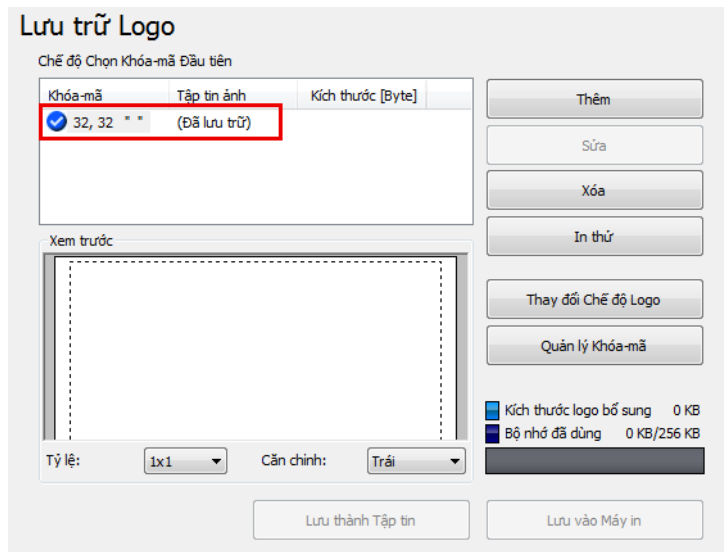 Lưu trữ Logo
Chế độ Chọn Khóa-mã Đầu tiên
Khóa-mã Tập tin ảnh Kích thước [Byte]
32, 32 " " (Đã lưu trữ)
Thêm
Sửa
Xóa
In thử
Xem trước
Thay đổi Chế độ Logo
Quản lý Khóa-mã
Kích thước logo bổ sung 0 KB
Bộ nhớ đã dùng 0 KB/256 KB
Tỷ lệ: 1x1 Căn chỉnh: Trái
Lưu thành Tập tin Lưu vào Máy in